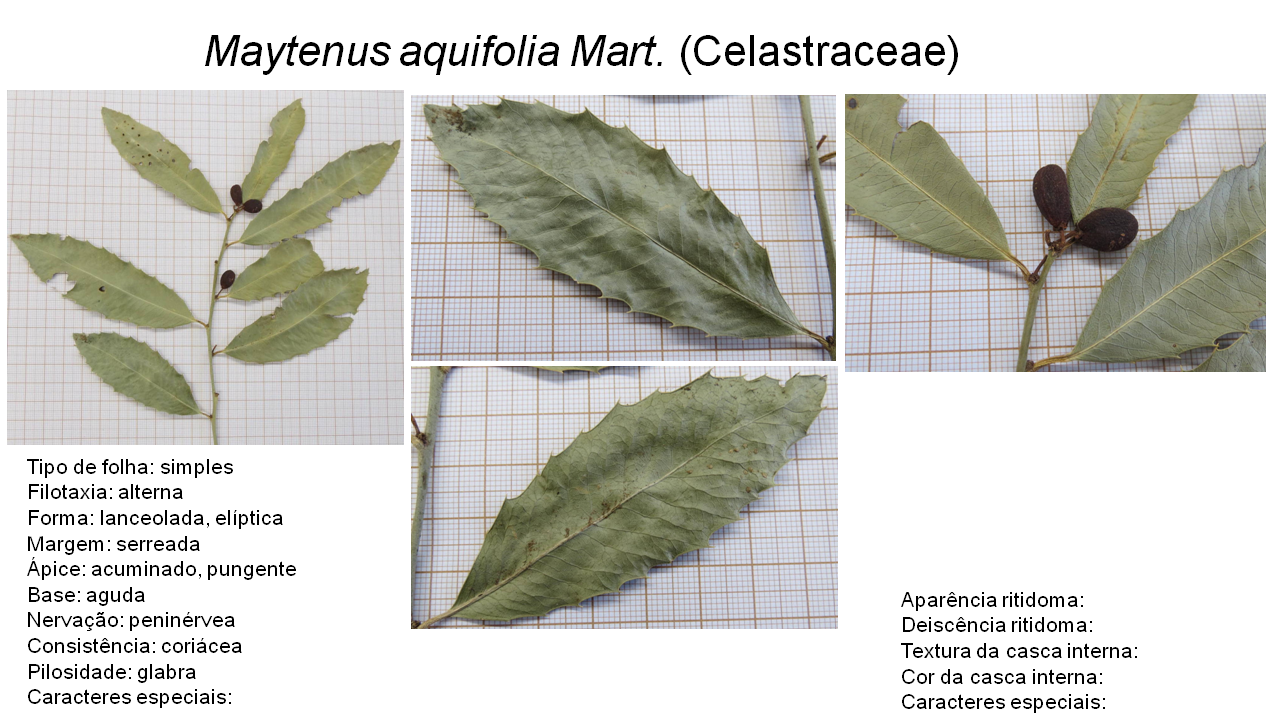 Maytenus aquifolia Mart. (Celastraceae)
Tipo de folha: simples
Filotaxia: alterna
Forma: lanceolada, elíptica
Margem: serreada
Ápice: acuminado, pungente
Base: aguda
Nervação: peninérvea
Consistência: coriácea
Pilosidade: glabra
Caracteres especiais:
Aparência ritidoma:
Deiscência ritidoma:
Textura da casca interna:
Cor da casca interna:
Caracteres especiais: